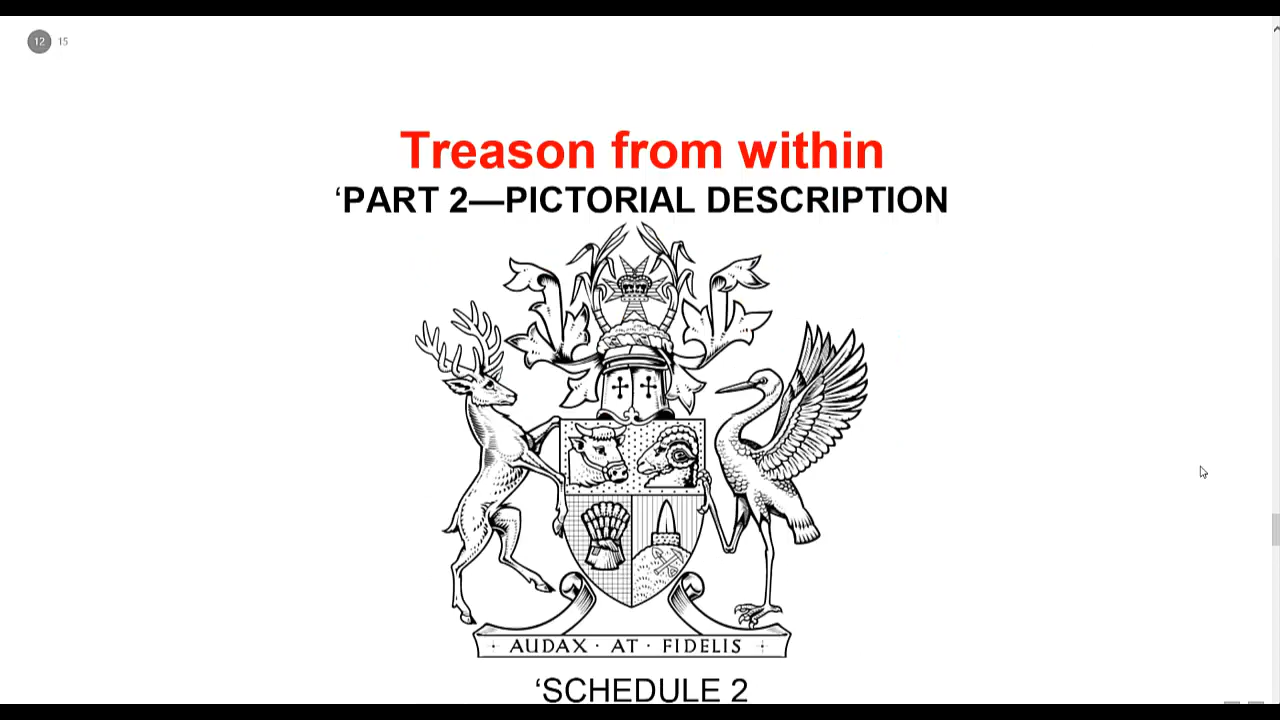 12 15
Treason from within
‘PART 2—PICTORIAL DESCRIPTION
AUDAX · AT · FIDELIS
‘SCHEDULE 2